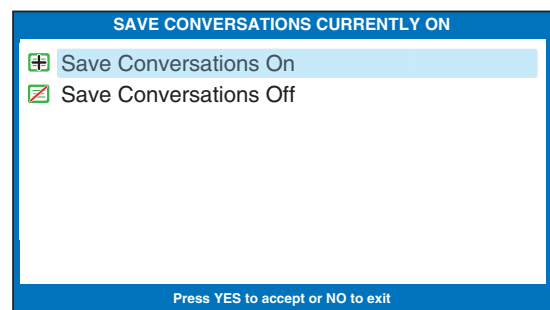 SAVE CONVERSATIONS CURRENTLY ON
Save Conversations On
Save Conversations Off
Press YES to accept or NO to exit